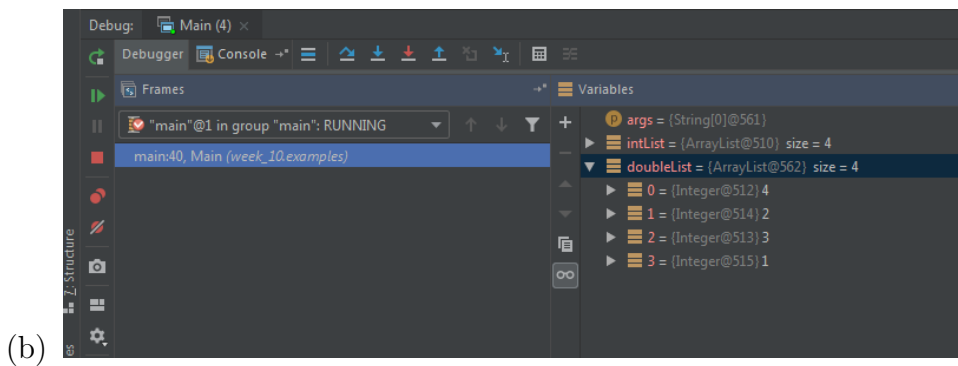 Debug: Main (4) ×
Debugger Console
Frames
Variables
"main"@1 in group "main": RUNNING
main:40, Main (week_10.examples)
p args = {String[0]@561}
intList = {ArrayList@510} size = 4
doubleList = {ArrayList@562} size = 4
0 = {Integer@512} 4
1 = {Integer@514} 2
2 = {Integer@513} 3
3 = {Integer@515} 1
Z: Structure
es
(b)